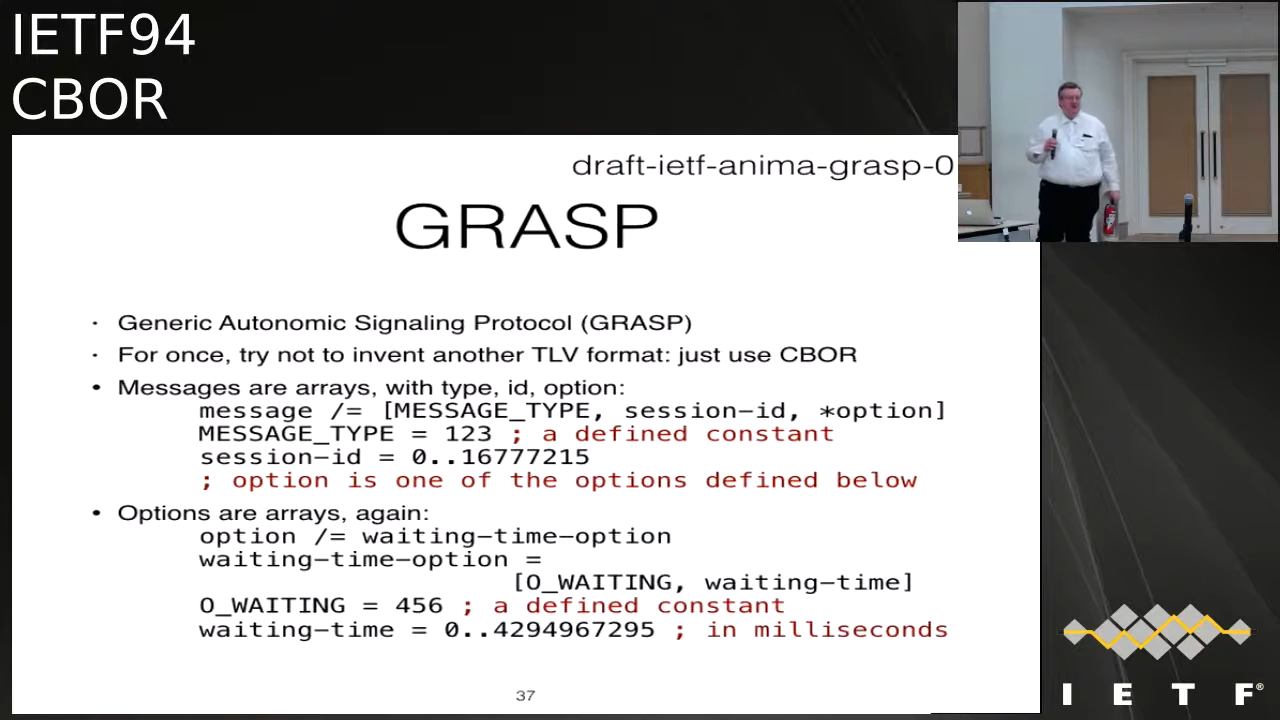 IETF94
CBOR
draft-ietf-anima-grasp-0
GRASP
· Generic Autonomic Signaling Protocol (GRASP)
· For once, try not to invent another TLV format: just use CBOR
• Messages are arrays, with type, id, option:
message /= [MESSAGE_TYPE, session-id, *option]
MESSAGE_TYPE = 123 ; a defined constant
session-id = 0..16777215
; option is one of the options defined below
• Options are arrays, again:
option /= waiting-time-option
waiting-time-option =
[O_WAITING, waiting-time]
O_WAITING = 456 ; a defined constant
waiting-time = 0..4294967295 ; in milliseconds
37
I E T F®